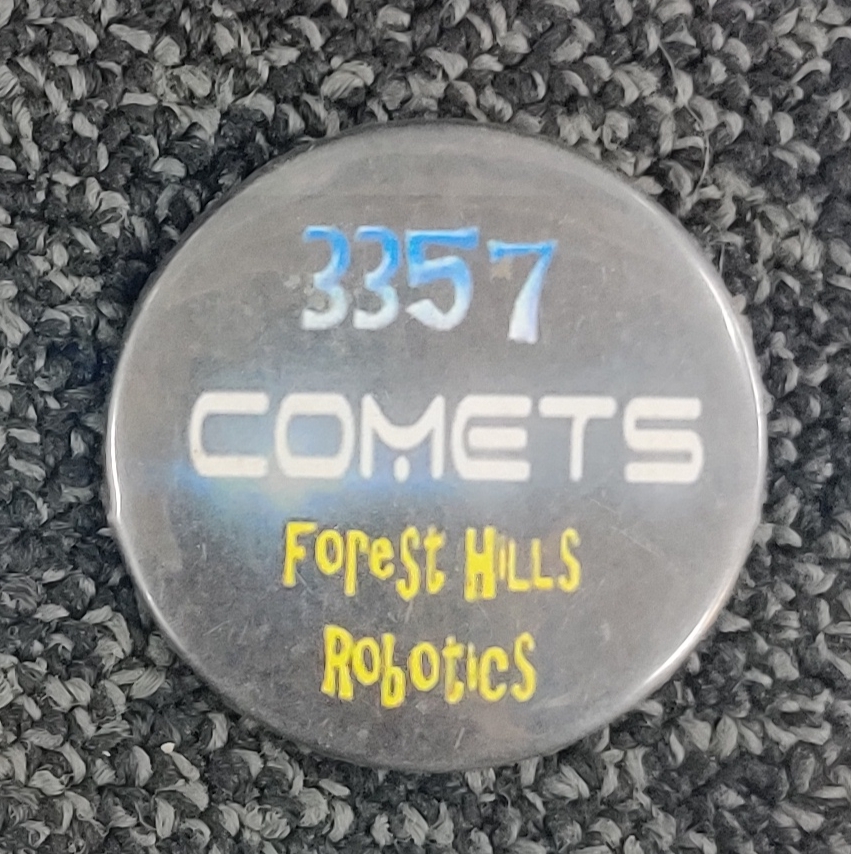 3357
COMETS
Forest Hills
Robotics